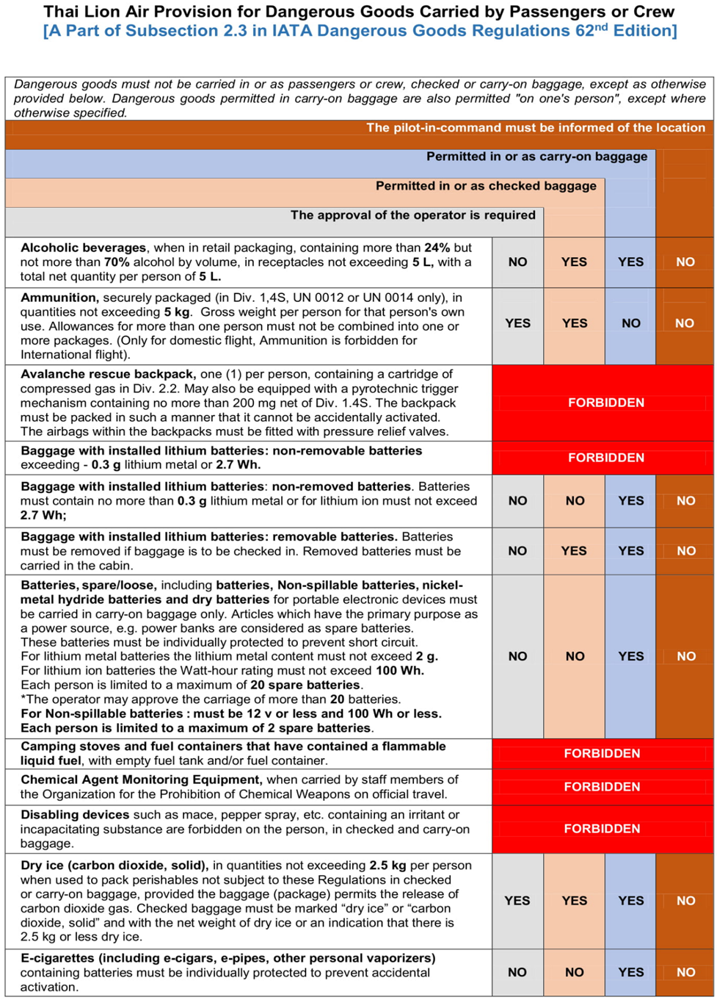 Thai Lion Air Provision for Dangerous Goods Carried by Passengers or Crew
[A Part of Subsection 2.3 in IATA Dangerous Goods Regulations 62nd Edition]
Dangerous goods must not be carried in or as passengers or crew, checked or carry-on baggage, except as otherwise
provided below. Dangerous goods permitted in carry-on baggage are also permitted "on one's person", except where
otherwise specified.
The pilot-in-command must be informed of the location
Permitted in or as carry-on baggage
Permitted in or as checked baggage
The approval of the operator is required
Alcoholic beverages, when in retail packaging, containing more than 24% but
not more than 70% alcohol by volume, in receptacles not exceeding 5 L, with a
total net quantity per person of 5 L.
NO YES YES NO
Ammunition, securely packaged (in Div. 1,4S, UN 0012 or UN 0014 only), in
quantities not exceeding 5 kg. Gross weight per person for that person's own
use. Allowances for more than one person must not be combined into one or
more packages. (Only for domestic flight, Ammunition is forbidden for
International flight).
YES YES NO NO
Avalanche rescue backpack, one (1) per person, containing a cartridge of
compressed gas in Div. 2.2. May also be equipped with a pyrotechnic trigger
mechanism containing no more than 200 mg net of Div. 1.4S. The backpack
must be packed in such a manner that it cannot be accidentally activated.
The airbags within the backpacks must be fitted with pressure relief valves.
FORBIDDEN
Baggage with installed lithium batteries: non-removable batteries
exceeding - 0.3 g lithium metal or 2.7 Wh.
FORBIDDEN
Baggage with installed lithium batteries: non-removed batteries. Batteries
must contain no more than 0.3 g lithium metal or for lithium ion must not exceed
2.7 Wh;
NO NO YES NO
Baggage with installed lithium batteries: removable batteries. Batteries
must be removed if baggage is to be checked in. Removed batteries must be
carried in the cabin.
NO YES YES NO
Batteries, spare/loose, including batteries, Non-spillable batteries, nickel-
metal hydride batteries and dry batteries for portable electronic devices must
be carried in carry-on baggage only. Articles which have the primary purpose as
a power source, e.g. power banks are considered as spare batteries.
These batteries must be individually protected to prevent short circuit.
For lithium metal batteries the lithium metal content must not exceed 2 g.
For lithium ion batteries the Watt-hour rating must not exceed 100 Wh.
Each person is limited to a maximum of 20 spare batteries.
*The operator may approve the carriage of more than 20 batteries.
For Non-spillable batteries : must be 12 v or less and 100 Wh or less.
Each person is limited to a maximum of 2 spare batteries.
NO NO YES NO
Camping stoves and fuel containers that have contained a flammable
liquid fuel, with empty fuel tank and/or fuel container.
FORBIDDEN
Chemical Agent Monitoring Equipment, when carried by staff members of
the Organization for the Prohibition of Chemical Weapons on official travel.
FORBIDDEN
Disabling devices such as mace, pepper spray, etc. containing an irritant or
incapacitating substance are forbidden on the person, in checked and carry-on
baggage.
FORBIDDEN
Dry ice (carbon dioxide, solid), in quantities not exceeding 2.5 kg per person
when used to pack perishables not subject to these Regulations in checked
or carry-on baggage, provided the baggage (package) permits the release of
carbon dioxide gas. Checked baggage must be marked “dry ice” or “carbon
dioxide, solid” and with the net weight of dry ice or an indication that there is
2.5 kg or less dry ice.
YES YES YES NO
E-cigarettes (including e-cigars, e-pipes, other personal vaporizers)
containing batteries must be individually protected to prevent accidental
activation.
NO NO YES NO